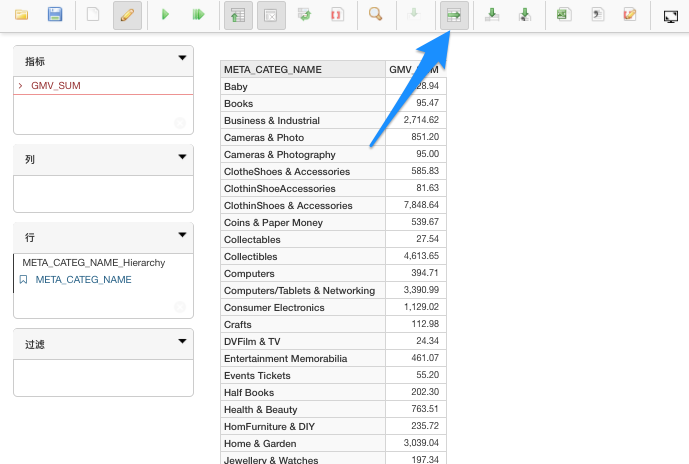 指标
GMV_SUM
列
行
META_CATEG_NAME_Hierarchy
META_CATEG_NAME
过滤
META_CATEG_NAME
Baby 28.94
Books 95.47
Business & Industrial 2,714.62
Cameras & Photo 851.20
Cameras & Photography 95.00
ClotheShoes & Accessories 585.83
ClothinShoeAccessories 81.63
ClothinShoes & Accessories 7,848.64
Coins & Paper Money 539.67
Collectables 27.54
Collectibles 4,613.65
Computers 394.71
Computers/Tablets & Networking 3,390.99
Consumer Electronics 1,129.02
Crafts 112.98
DVFilm & TV 24.34
Entertainment Memorabilia 461.07
Events Tickets 55.20
Half Books 202.30
Health & Beauty 763.51
HomFurniture & DIY 235.72
Home & Garden 3,039.04
Jewellery & Watches 197.34